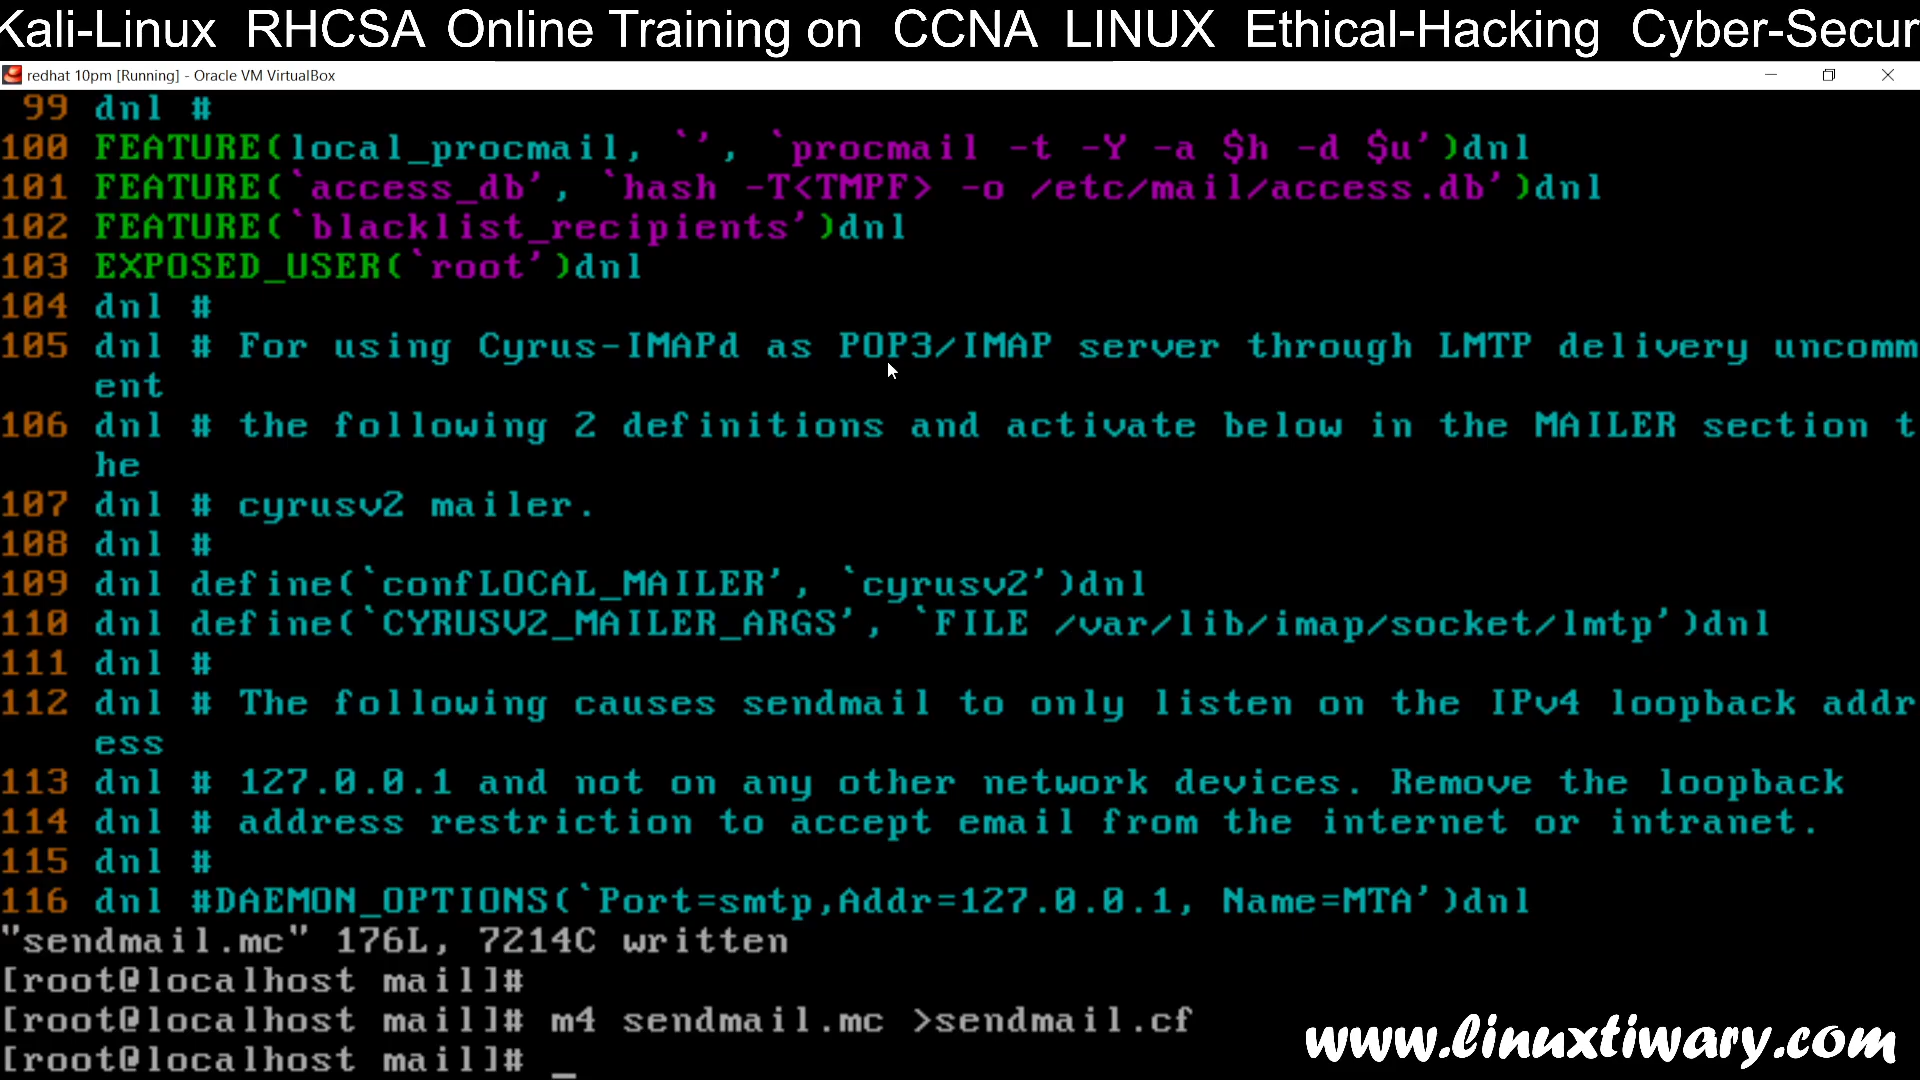 Kali-Linux RHCSA Online Training on CCNA LINUX Ethical-Hacking Cyber-Secur
redhat 10pm [Running] - Oracle VM VirtualBox
99 dnl #
100 FEATURE(local_procmail, `', `procmail -t -Y -a $h -d $u')dnl
101 FEATURE(`access_db', `hash -T<TMPF> -o /etc/mail/access.db')dnl
102 FEATURE(`blacklist_recipients')dnl
103 EXPOSED_USER(`root')dnl
104 dnl #
105 dnl # For using Cyrus-IMAPd as POP3/IMAP server through LMTP delivery uncomm
ent
106 dnl # the following 2 definitions and activate below in the MAILER section t
he
107 dnl # cyrusv2 mailer.
108 dnl #
109 dnl define(`confLOCAL_MAILER', `cyrusv2')dnl
110 dnl define(`CYRUSV2_MAILER_ARGS', `FILE /var/lib/imap/socket/lmtp')dnl
111 dnl #
112 dnl # The following causes sendmail to only listen on the IPv4 loopback addr
ess
113 dnl # 127.0.0.1 and not on any other network devices. Remove the loopback
114 dnl # address restriction to accept email from the internet or intranet.
115 dnl #
116 dnl #DAEMON_OPTIONS(`Port=smtp,Addr=127.0.0.1, Name=MTA')dnl
"sendmail.mc" 176L, 7214C written
[root@localhost mail]#
[root@localhost mail]# m4 sendmail.mc >sendmail.cf
[root@localhost mail]# _
www.linuxtiwary.com